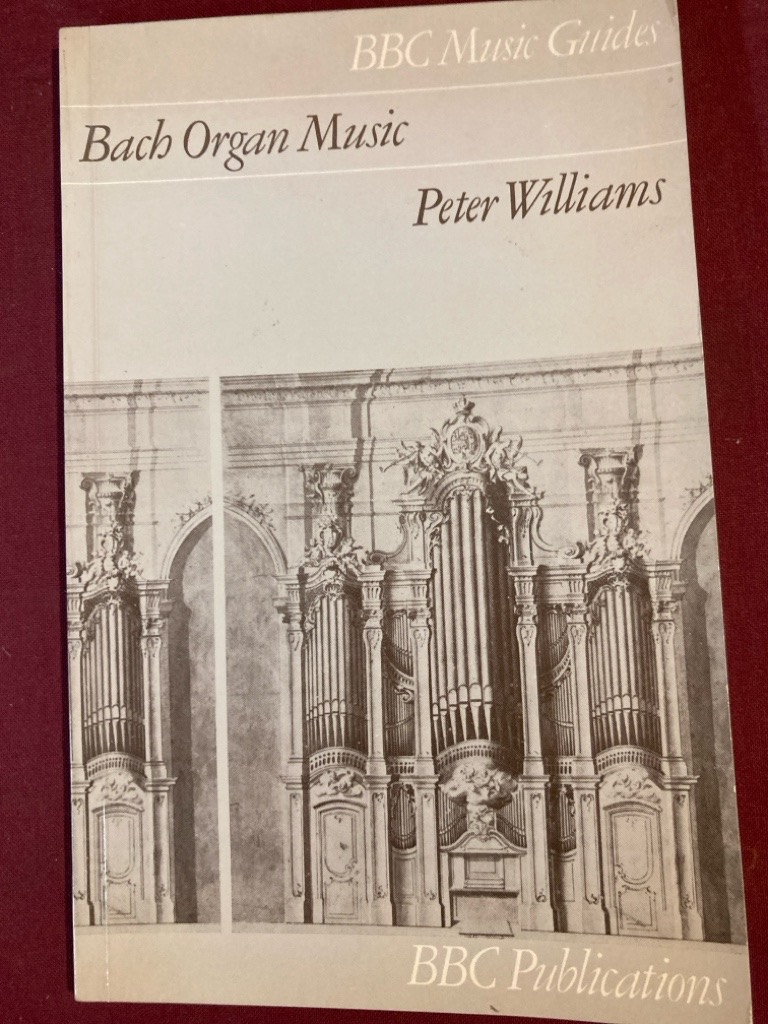 BBC Music Guides
Bach Organ Music
Peter Williams
BBC Publications